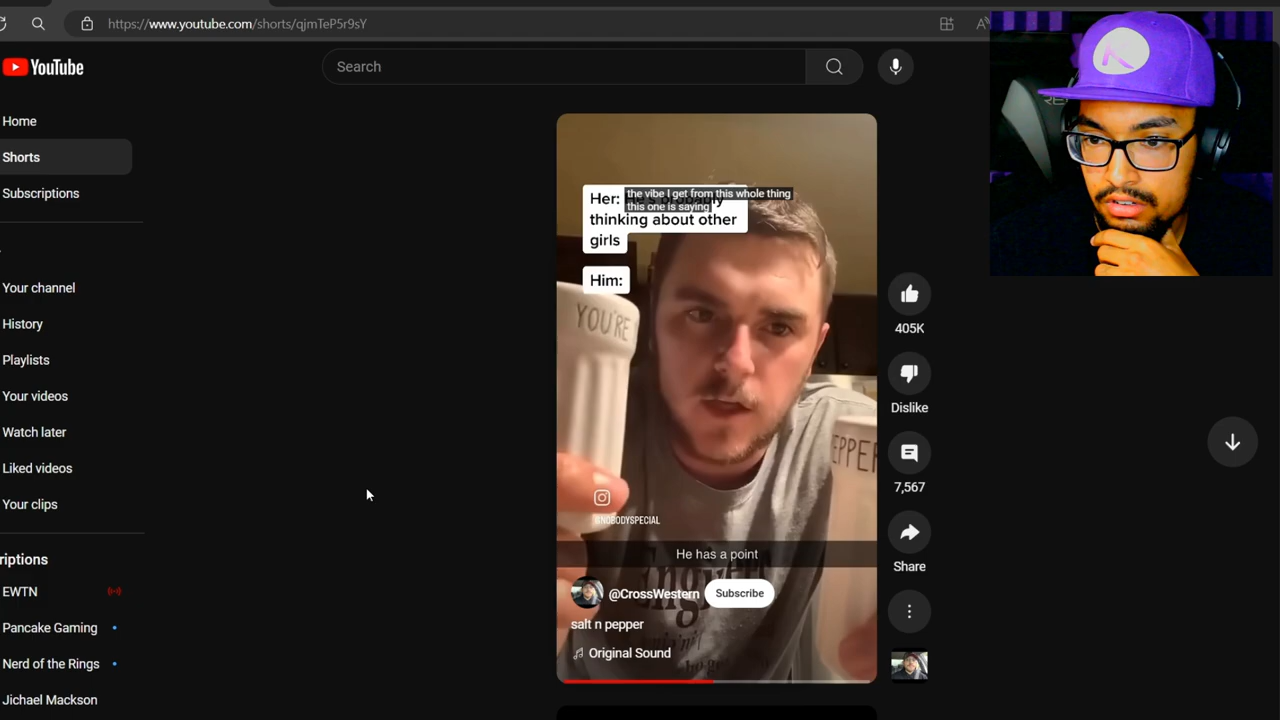 https://www.youtube.com/shorts/qjmTeP5r9sY
YouTube
Search
Home
Shorts
Subscriptions
Your channel
History
Playlists
Your videos
Watch later
Liked videos
Your clips
riptions
EWTN
Pancake Gaming
Nerd of the Rings
Jichael Mackson
Her:
the vibe I get from this whole thing
this one is saying
thinking about other
girls
Him:
YOU'RE
EPPER
@NOBODYSPECIAL
He has a point
@CrossWestern
Subscribe
salt n pepper
Original Sound
405K
Dislike
7,567
Share